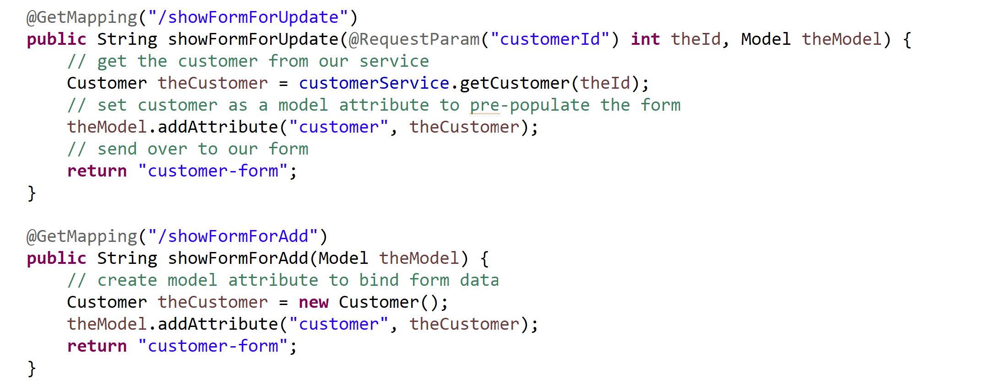 @GetMapping("/showFormForUpdate")
public String showFormForUpdate(@RequestParam("customerId") int theId, Model theModel) {
    // get the customer from our service
    Customer theCustomer = customerService.getCustomer(theId);
    // set customer as a model attribute to pre-populate the form
    theModel.addAttribute("customer", theCustomer);
    // send over to our form
    return "customer-form";
}

@GetMapping("/showFormForAdd")
public String showFormForAdd(Model theModel) {
    // create model attribute to bind form data
    Customer theCustomer = new Customer();
    theModel.addAttribute("customer", theCustomer);
    return "customer-form";
}